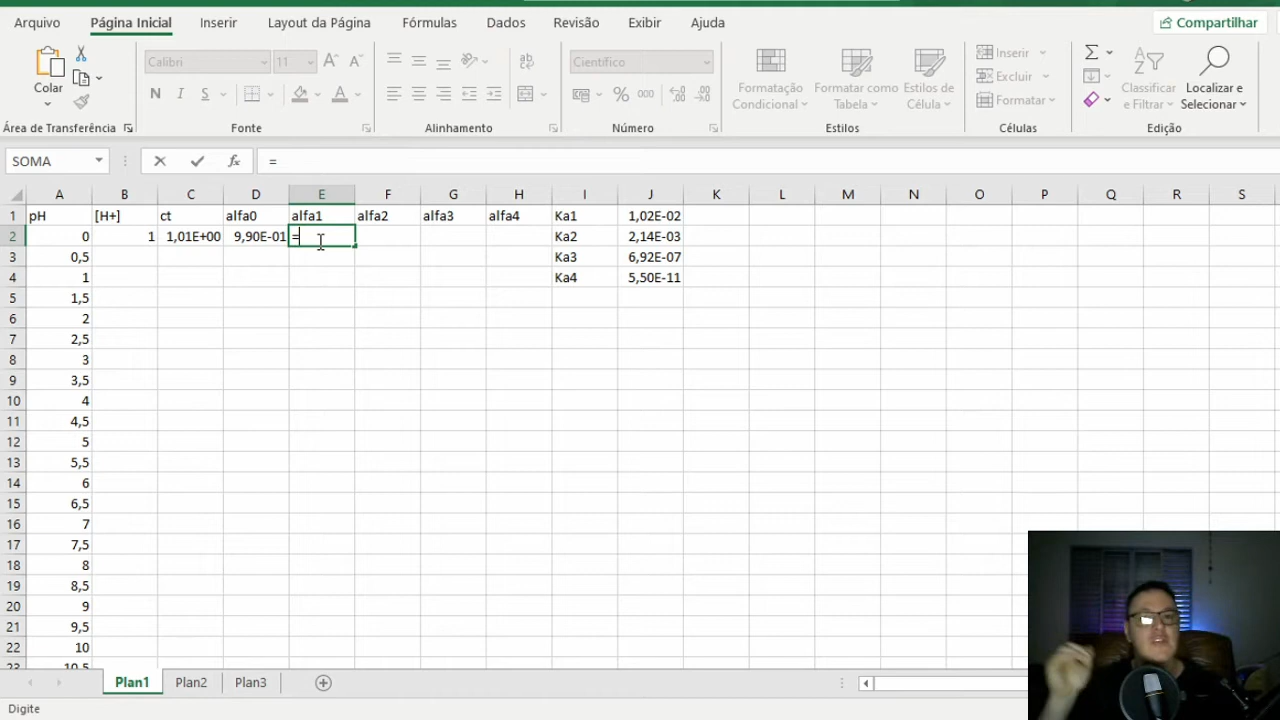 Arquivo Página Inicial Inserir Layout da Página Fórmulas Dados Revisão Exibir Ajuda Compartilhar
Colar
Calibri 11
N I S
Científico
% 000
Formatação Condicional
Formatar como Tabela
Estilos de Célula
Inserir
Excluir
Formatar
Classificar e Filtrar
Localizar e Selecionar
Área de Transferência Fonte Alinhamento Número Estilos Células Edição
SOMA fx =
A B C D E F G H I J K L M N O P Q R S
1 pH [H+] ct alfa0 alfa1 alfa2 alfa3 alfa4 Ka1 1,02E-02
2 0 1 1,01E+00 9,90E-01 = Ka2 2,14E-03
3 0,5 Ka3 6,92E-07
4 1 Ka4 5,50E-11
5 1,5
6 2
7 2,5
8 3
9 3,5
10 4
11 4,5
12 5
13 5,5
14 6
15 6,5
16 7
17 7,5
18 8
19 8,5
20 9
21 9,5
22 10
23 10,5
Plan1 Plan2 Plan3
Digite